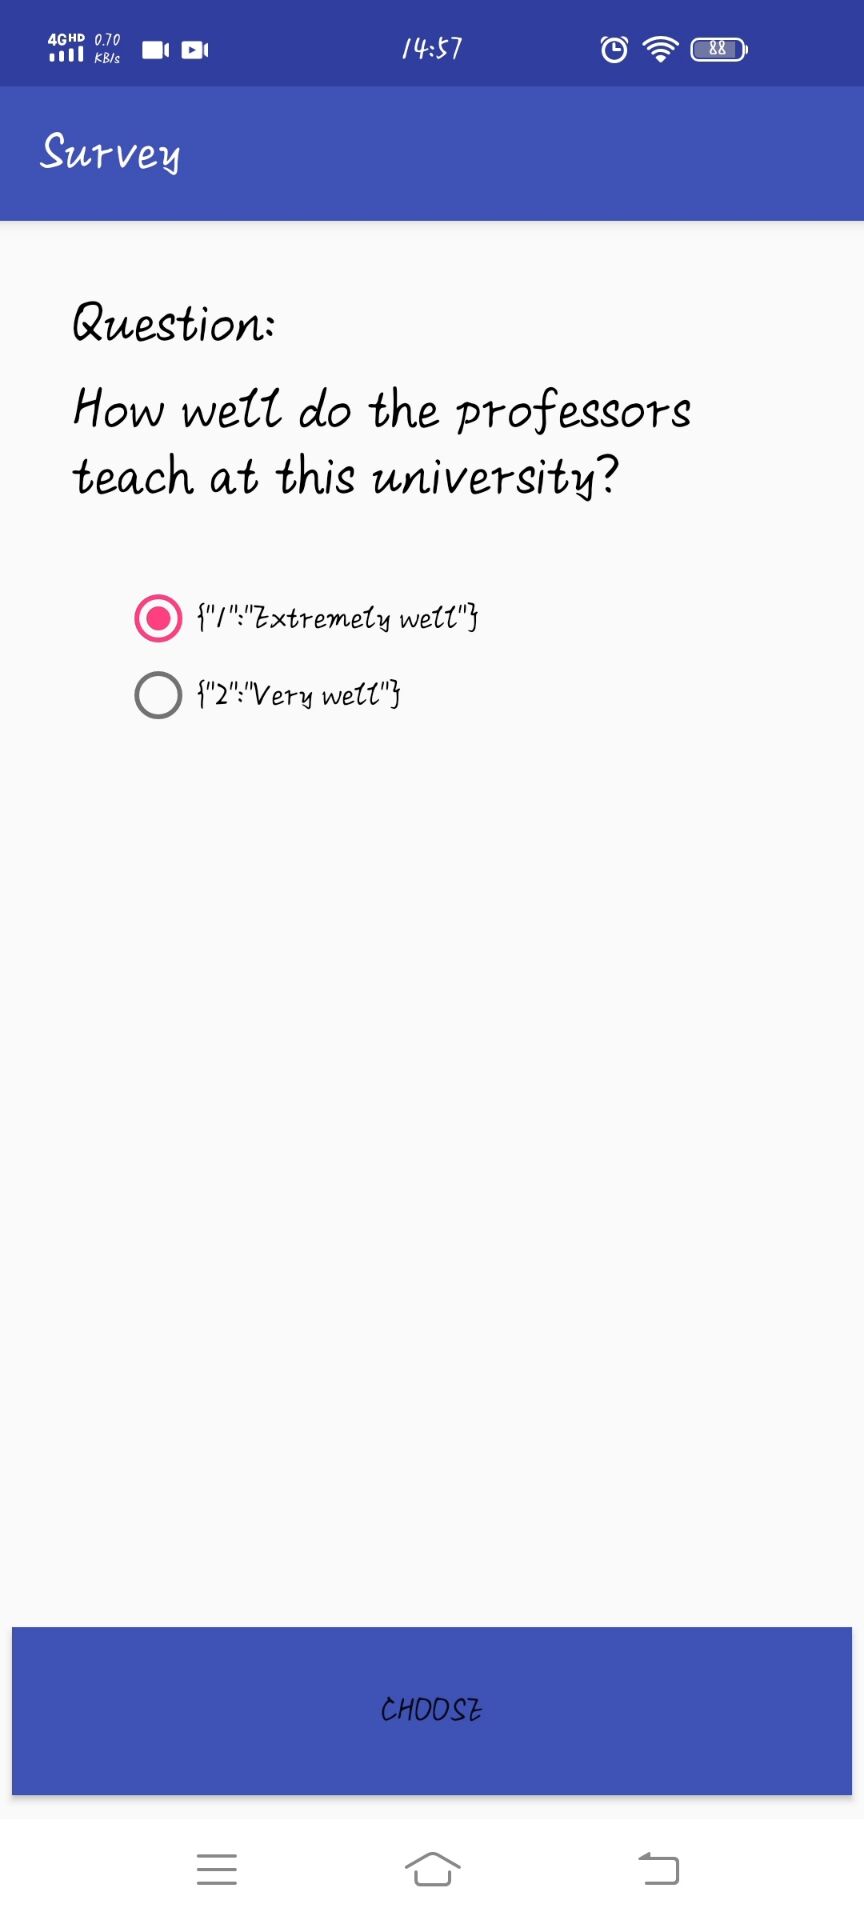 4GHD 0.70 KB/s 14:57 88
Survey
Question:
How well do the professors
teach at this university?
{"1":"Extremely well"}
{"2":"Very well"}
CHOOSE